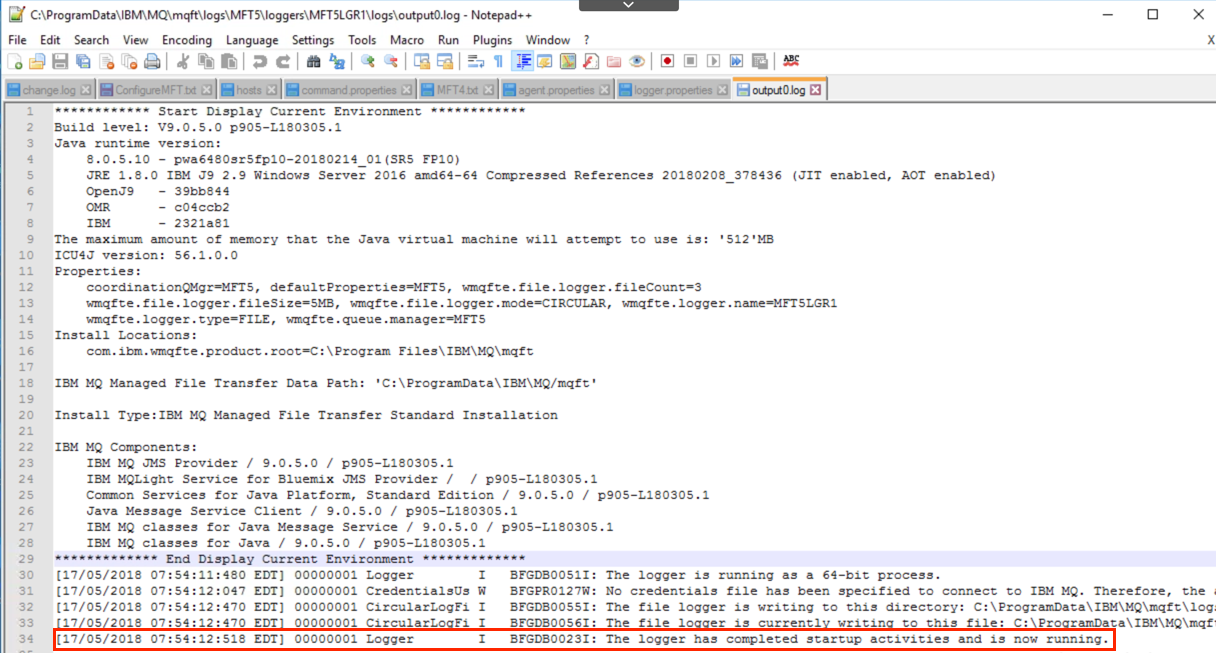 C:\ProgramData\IBM\MQ\mqft\logs\MFT5\loggers\MFT5LGR1\logs\output0.log - Notepad++
File Edit Search View Encoding Language Settings Tools Macro Run Plugins Window ? X
ABC
change.log ConfigureMFT.txt hosts command.properties MFT4.txt agent.properties logger.properties output0.log
1 ************ Start Display Current Environment ************
2 Build level: V9.0.5.0 p905-L180305.1
3 Java runtime version:
4 8.0.5.10 - pwa6480sr5fp10-20180214_01(SR5 FP10)
5 JRE 1.8.0 IBM J9 2.9 Windows Server 2016 amd64-64 Compressed References 20180208_378436 (JIT enabled, AOT enabled)
6 OpenJ9 - 39bb844
7 OMR - c04ccb2
8 IBM - 2321a81
9 The maximum amount of memory that the Java virtual machine will attempt to use is: '512'MB
10 ICU4J version: 56.1.0.0
11 Properties:
12 coordinationQMgr=MFT5, defaultProperties=MFT5, wmqfte.file.logger.fileCount=3
13 wmqfte.file.logger.fileSize=5MB, wmqfte.file.logger.mode=CIRCULAR, wmqfte.logger.name=MFT5LGR1
14 wmqfte.logger.type=FILE, wmqfte.queue.manager=MFT5
15 Install Locations:
16 com.ibm.wmqfte.product.root=C:\Program Files\IBM\MQ\mqft
17
18 IBM MQ Managed File Transfer Data Path: 'C:\ProgramData\IBM\MQ/mqft'
19
20 Install Type:IBM MQ Managed File Transfer Standard Installation
21
22 IBM MQ Components:
23 IBM MQ JMS Provider / 9.0.5.0 / p905-L180305.1
24 IBM MQLight Service for Bluemix JMS Provider / / p905-L180305.1
25 Common Services for Java Platform, Standard Edition / 9.0.5.0 / p905-L180305.1
26 Java Message Service Client / 9.0.5.0 / p905-L180305.1
27 IBM MQ classes for Java Message Service / 9.0.5.0 / p905-L180305.1
28 IBM MQ classes for Java / 9.0.5.0 / p905-L180305.1
29 ************* End Display Current Environment *************
30 [17/05/2018 07:54:11:480 EDT] 00000001 Logger I BFGDB0051I: The logger is running as a 64-bit process.
31 [17/05/2018 07:54:12:047 EDT] 00000001 CredentialsUs W BFGPR0127W: No credentials file has been specified to connect to IBM MQ. Therefore, the a
32 [17/05/2018 07:54:12:470 EDT] 00000001 CircularLogFi I BFGDB0055I: The file logger is writing to this directory: C:\ProgramData\IBM\MQ\mqft\logs
33 [17/05/2018 07:54:12:470 EDT] 00000001 CircularLogFi I BFGDB0056I: The file logger is currently writing to this file: C:\ProgramData\IBM\MQ\mqft
34 [17/05/2018 07:54:12:518 EDT] 00000001 Logger I BFGDB0023I: The logger has completed startup activities and is now running.